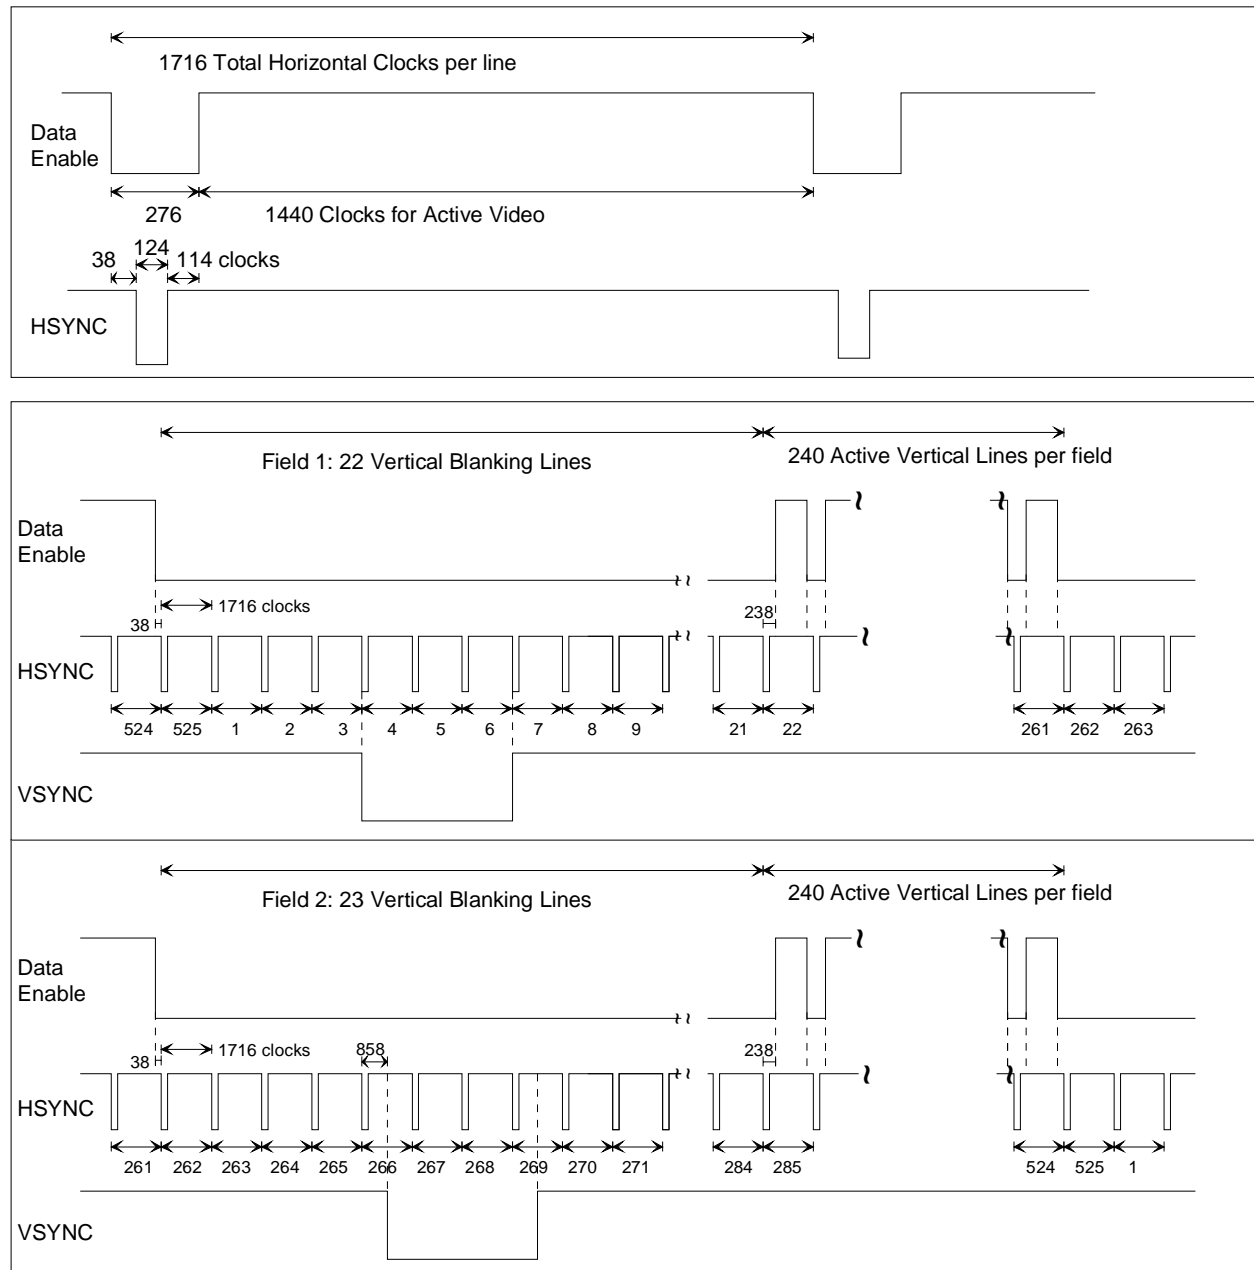 1716 Total Horizontal Clocks per line
Data
Enable
276
1440 Clocks for Active Video
124
38
114 clocks
HSYNC
Field 1: 22 Vertical Blanking Lines
240 Active Vertical Lines per field
Data
Enable
1716 clocks
38
238
HSYNC
524 525 1 2 3 4 5 6 7 8 9 21 22 261 262 263
VSYNC
Field 2: 23 Vertical Blanking Lines
240 Active Vertical Lines per field
Data
Enable
1716 clocks
858
38
238
HSYNC
261 262 263 264 265 266 267 268 269 270 271 284 285 524 525 1
VSYNC